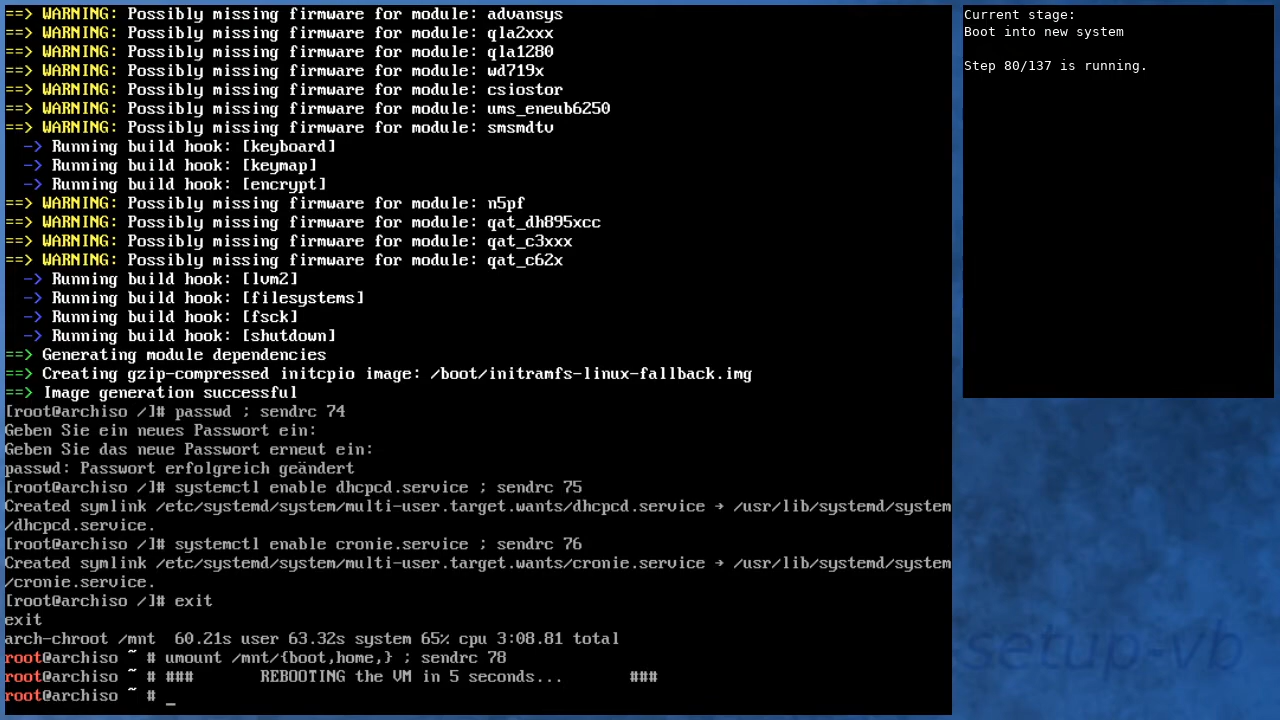 ==> WARNING: Possibly missing firmware for module: advansys
==> WARNING: Possibly missing firmware for module: qla2xxx
==> WARNING: Possibly missing firmware for module: qla1280
==> WARNING: Possibly missing firmware for module: wd719x
==> WARNING: Possibly missing firmware for module: csiostor
==> WARNING: Possibly missing firmware for module: ums_eneub6250
==> WARNING: Possibly missing firmware for module: smsmdtv
  -> Running build hook: [keyboard]
  -> Running build hook: [keymap]
  -> Running build hook: [encrypt]
==> WARNING: Possibly missing firmware for module: n5pf
==> WARNING: Possibly missing firmware for module: qat_dh895xcc
==> WARNING: Possibly missing firmware for module: qat_c3xxx
==> WARNING: Possibly missing firmware for module: qat_c62x
  -> Running build hook: [lvm2]
  -> Running build hook: [filesystems]
  -> Running build hook: [fsck]
  -> Running build hook: [shutdown]
==> Generating module dependencies
==> Creating gzip-compressed initcpio image: /boot/initramfs-linux-fallback.img
==> Image generation successful
[root@archiso /]# passwd ; sendrc 74
Geben Sie ein neues Passwort ein:
Geben Sie das neue Passwort erneut ein:
passwd: Passwort erfolgreich geändert
[root@archiso /]# systemctl enable dhcpcd.service ; sendrc 75
Created symlink /etc/systemd/system/multi-user.target.wants/dhcpcd.service → /usr/lib/systemd/system
/dhcpcd.service.
[root@archiso /]# systemctl enable cronie.service ; sendrc 76
Created symlink /etc/systemd/system/multi-user.target.wants/cronie.service → /usr/lib/systemd/system
/cronie.service.
[root@archiso /]# exit
exit
arch-chroot /mnt  60.21s user 63.32s system 65% cpu 3:08.81 total
root@archiso ~ # umount /mnt/{boot,home,} ; sendrc 78
root@archiso ~ # ###       REBOOTING the VM in 5 seconds...       ###
root@archiso ~ # _
Current stage:
Boot into new system
Step 80/137 is running.
setup-vb